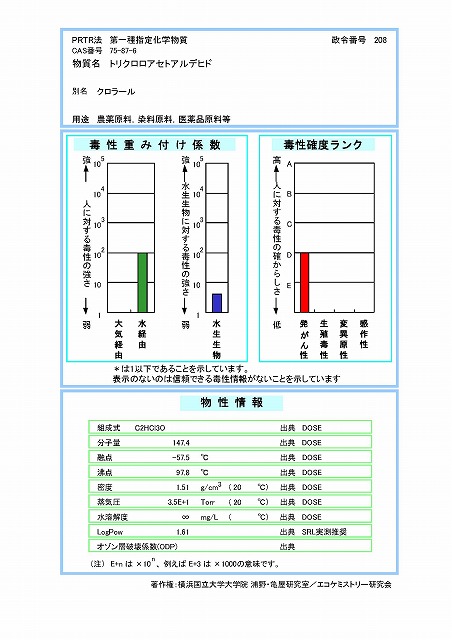 PRTR法 第一種指定化学物質 政令番号 208
CAS番号 75-87-6
物質名 トリクロロアセトアルデヒド
別名 クロラール
用途 農薬原料，染料原料，医薬品原料等
毒性重み付け係数
強 人に対する毒性の強さ 弱
10^5
10^4
10^3
10^2
10^1
1
大気経由
水経由
強 水生生物に対する毒性の強さ 弱
10^5
10^4
10^3
10^2
10^1
1
水生生物
毒性確度ランク
高 人に対する毒性の確からしさ 低
A
B
C
D
E
発がん性
生殖毒性
変異原性
感作性
＊は1以下であることを示しています。
表示のないのは信頼できる毒性情報がないことを示しています
物性情報
組成式 C2HCl3O 出典 DOSE
分子量 147.4 出典 DOSE
融点 -57.5 ℃ 出典 DOSE
沸点 97.8 ℃ 出典 DOSE
密度 1.51 g/cm³ (20 ℃) 出典 DOSE
蒸気圧 3.5E+1 Torr (20 ℃) 出典 DOSE
水溶解度 ∞ mg/L ( ℃) 出典 DOSE
LogPow 1.61 出典 SRL実測推奨
オゾン層破壊係数(ODP) 出典
（注） E+n は ×10^n、例えば E+3 は ×1000の意味です。
著作権：横浜国立大学大学院 浦野・亀屋研究室／エコケミストリー研究会